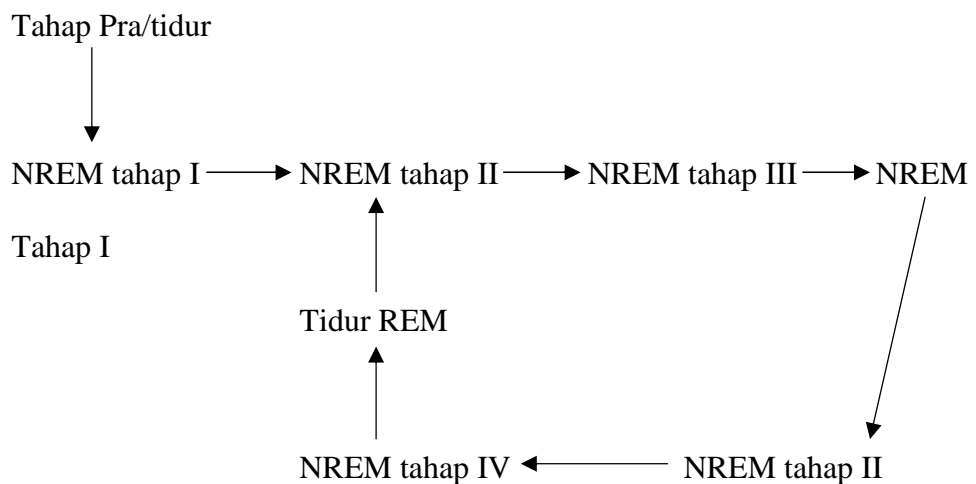 Tahap Pra/tidur
NREM tahap I NREM tahap II NREM tahap III NREM
Tahap I
Tidur REM
NREM tahap IV NREM tahap II